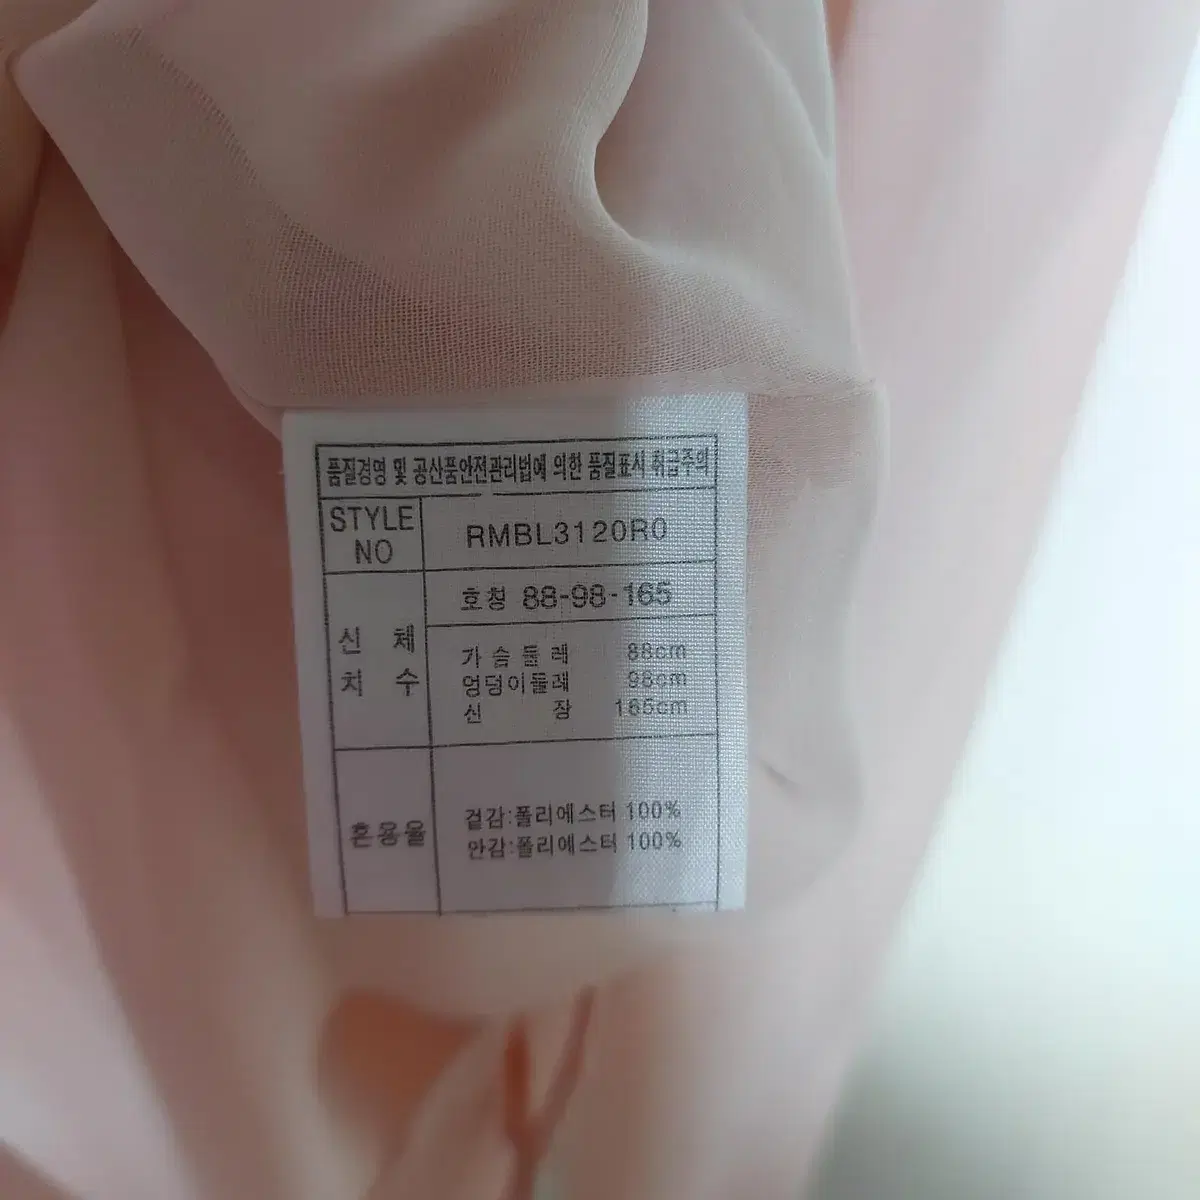 품질경영 및 공산품안전관리법에 의한 품질표시 취급주의
STYLE NO
RMBL3120R0
신체 치수
호칭 88-98-165
가슴둘레 88cm
엉덩이둘레 98cm
신장 165cm
혼용율
겉감:폴리에스터 100%
안감:폴리에스터 100%